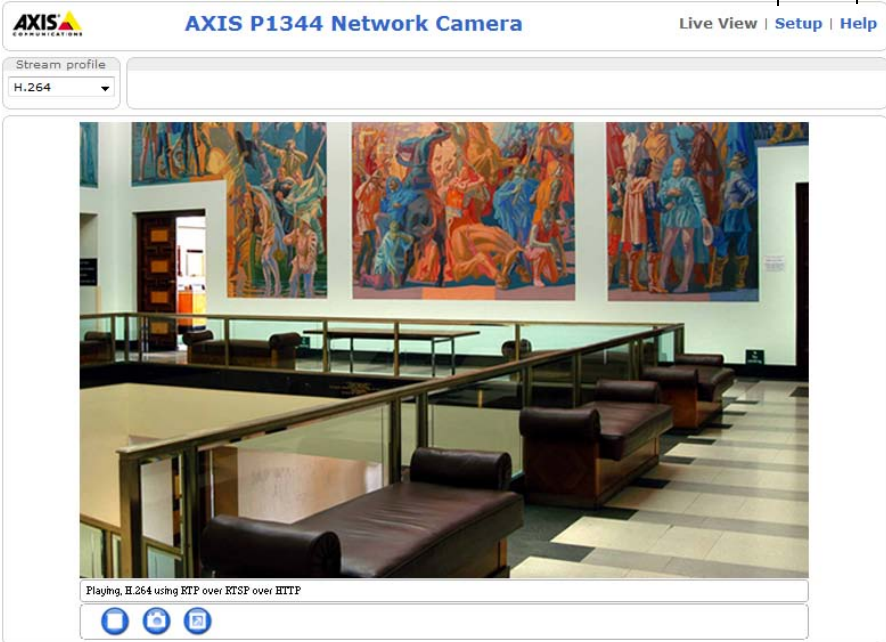 AXIS
COMMUNICATIONS
AXIS P1344 Network Camera
Live View | Setup | Help
Stream profile
H.264
Playing, H.264 using RTP over RTSP over HTTP